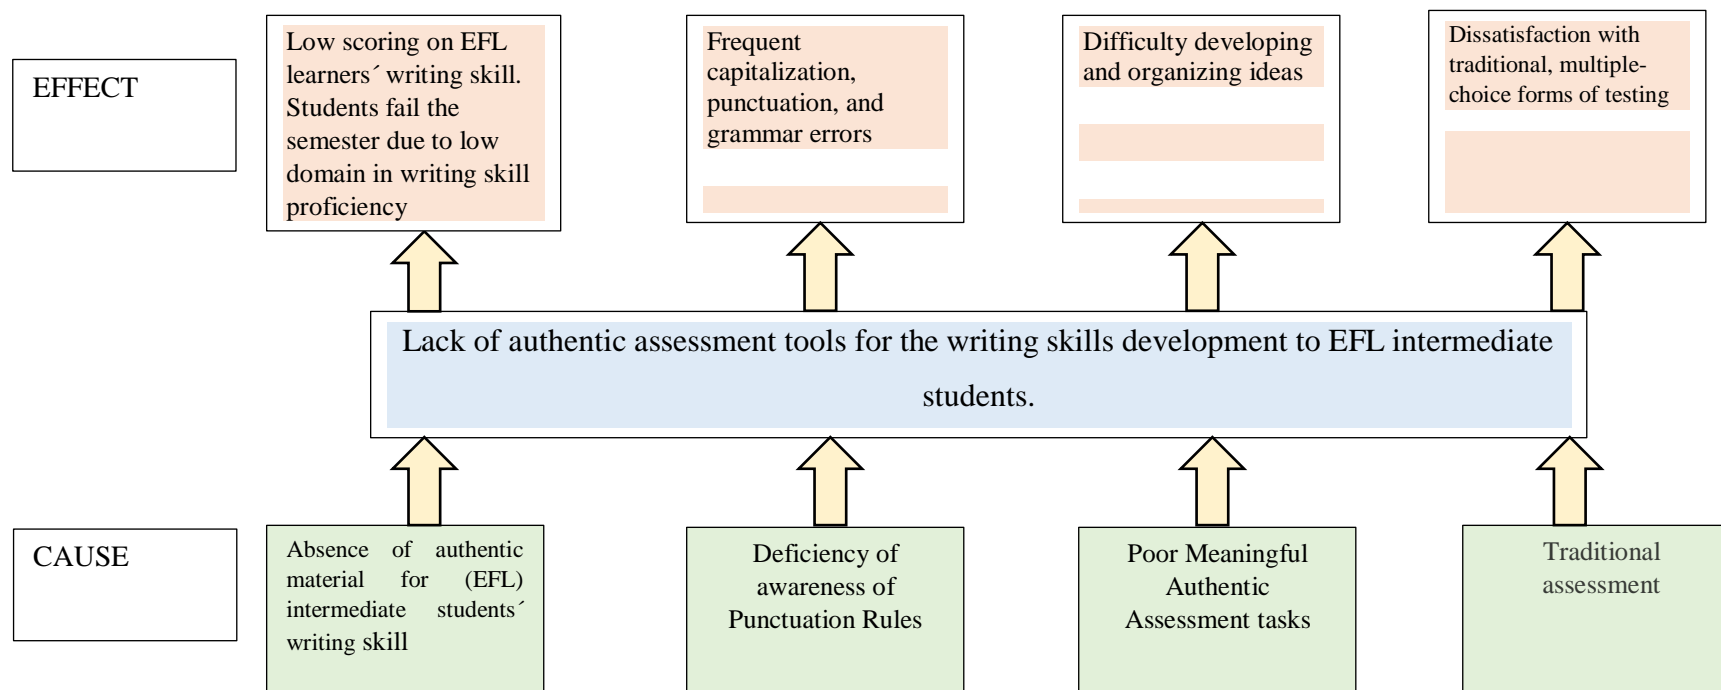 EFFECT
Low scoring on EFL
learners´ writing skill.
Students fail the
semester due to low
domain in writing skill
proficiency
Frequent
capitalization,
punctuation, and
grammar errors
Difficulty developing
and organizing ideas
Dissatisfaction with
traditional, multiple-
choice forms of testing
Lack of authentic assessment tools for the writing skills development to EFL intermediate
students.
CAUSE
Absence of authentic
material for (EFL)
intermediate students´
writing skill
Deficiency of
awareness of
Punctuation Rules
Poor Meaningful
Authentic
Assessment tasks
Traditional
assessment